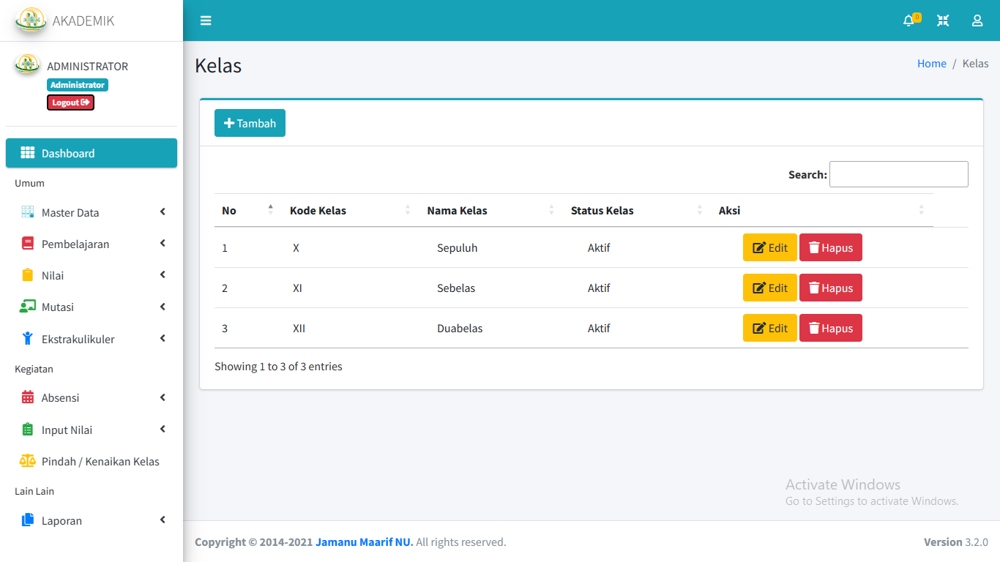 AKADEMIK
0
ADMINISTRATOR
Administrator
Logout
Dashboard
Umum
Master Data
Pembelajaran
Nilai
Mutasi
Ekstrakulikuler
Kegiatan
Absensi
Input Nilai
Pindah / Kenaikan Kelas
Lain Lain
Laporan
Kelas
Home / Kelas
Tambah
Search:
No Kode Kelas Nama Kelas Status Kelas Aksi
1 X Sepuluh Aktif Edit Hapus
2 XI Sebelas Aktif Edit Hapus
3 XII Duabelas Aktif Edit Hapus
Showing 1 to 3 of 3 entries
Activate Windows
Go to Settings to activate Windows.
Copyright © 2014-2021 Jamanu Maarif NU. All rights reserved.
Version 3.2.0